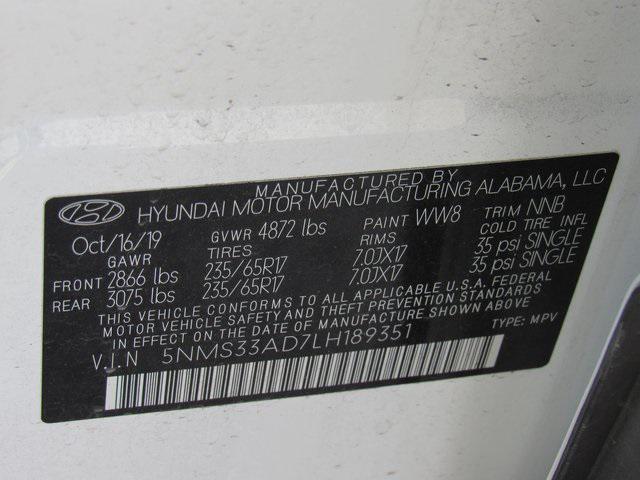 MANUFACTURED BY
HYUNDAI MOTOR MANUFACTURING ALABAMA, LLC
Oct/16/19 GVWR 4872 lbs PAINT WW8 TRIM NNB
GAWR TIRES RIMS COLD TIRE INFL
FRONT 2866 lbs 235/65R17 7.0JX17 35 psi SINGLE
REAR 3075 lbs 235/65R17 7.0JX17 35 psi SINGLE
THIS VEHICLE CONFORMS TO ALL APPLICABLE U.S.A. FEDERAL
MOTOR VEHICLE SAFETY AND THEFT PREVENTION STANDARDS
IN EFFECT ON THE DATE OF MANUFACTURE SHOWN ABOVE
V.I.N 5NMS33AD7LH189351 TYPE: MPV